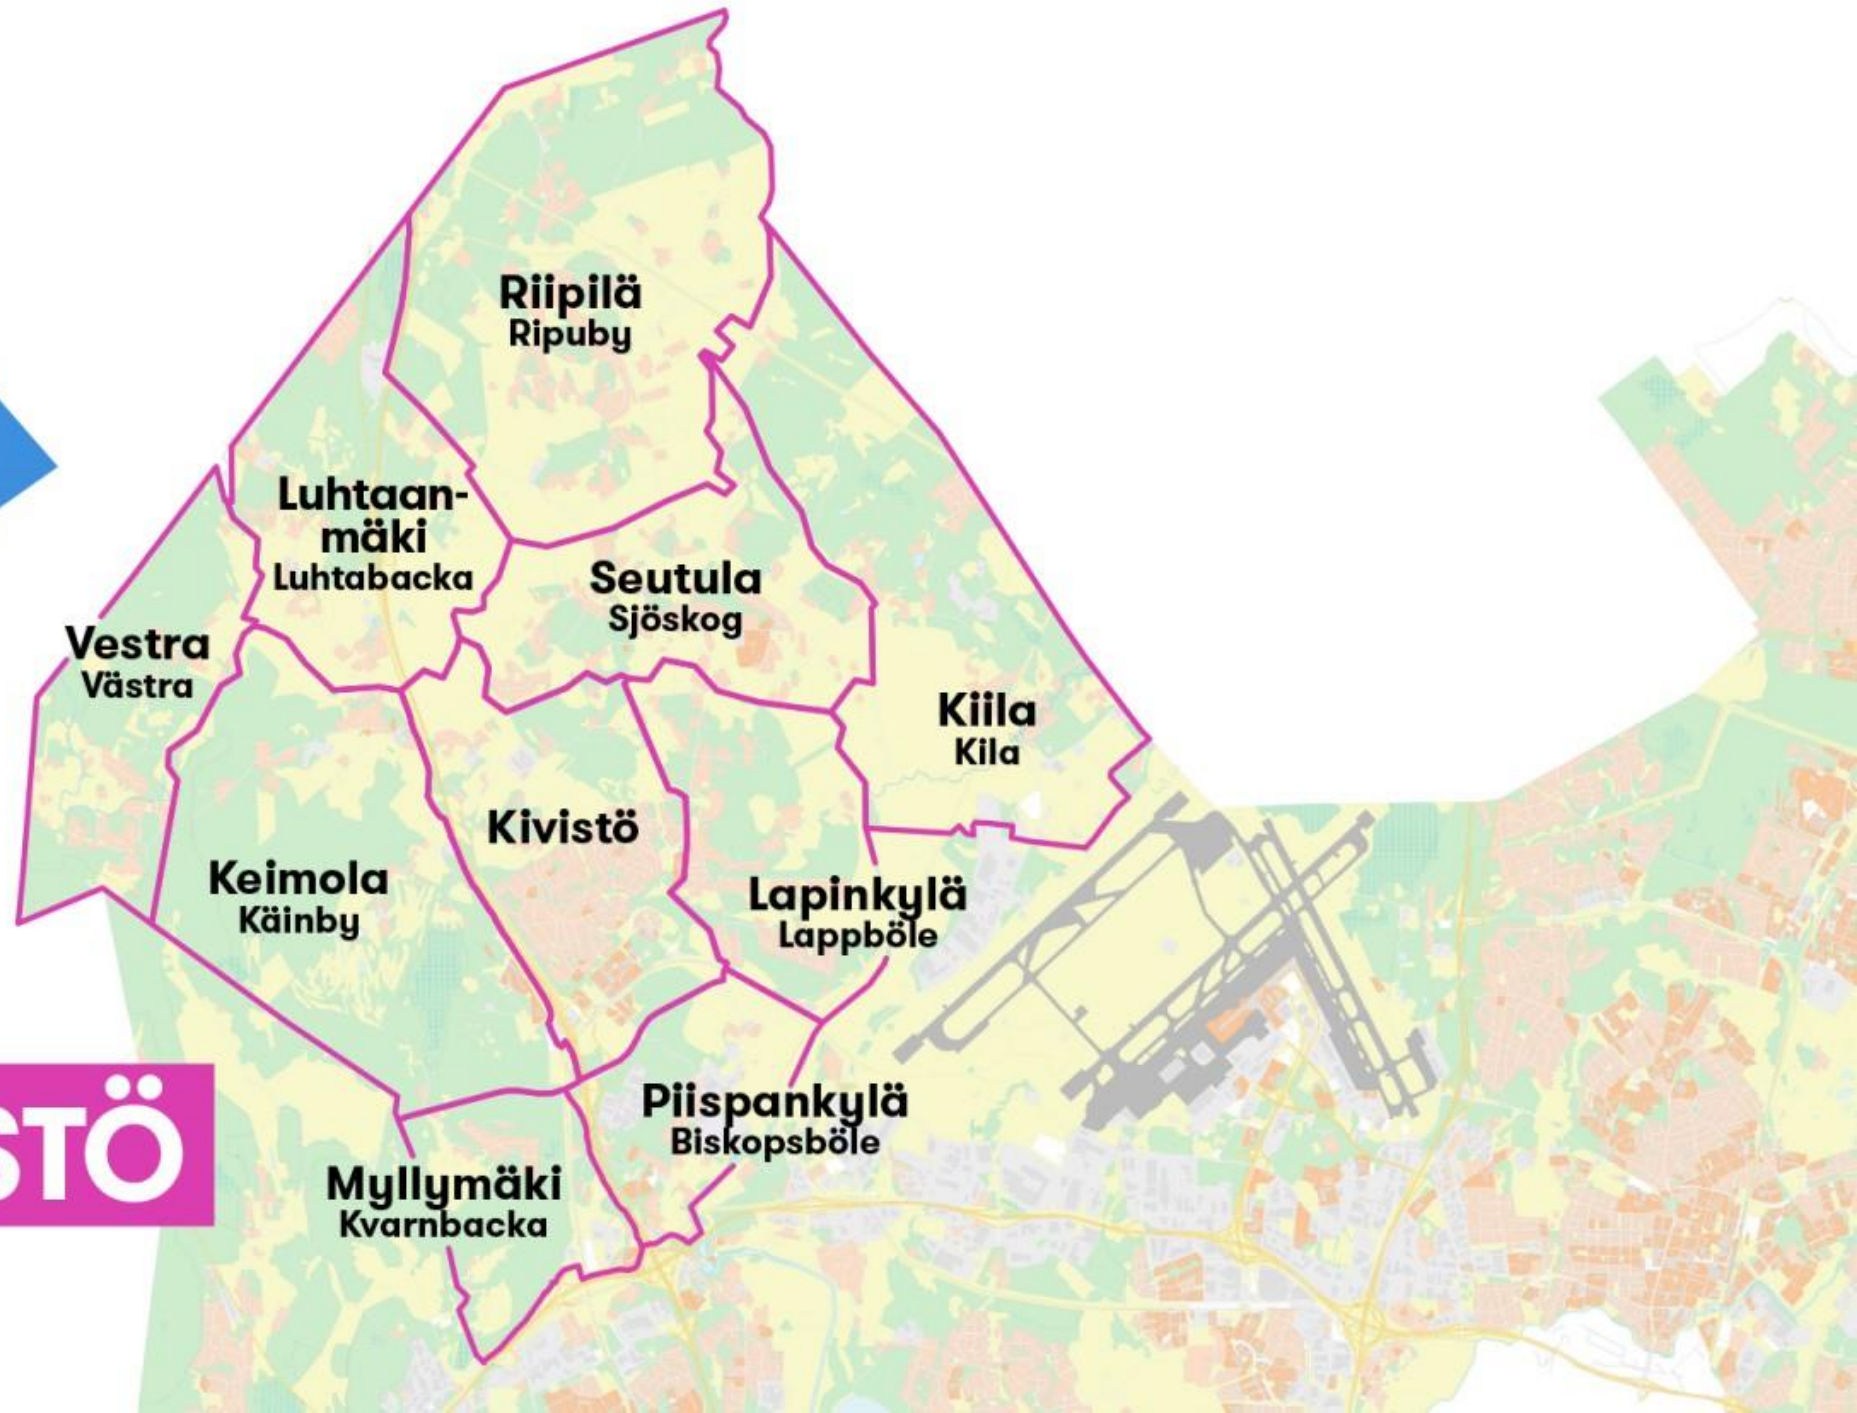 Riipilä
Ripuby
Luhtaan-
mäki
Luhtabacka
Seutula
Sjöskog
Vestra
Västra
Kiila
Kila
Kivistö
Keimola
Käinby
Lapinkylä
Lappböle
STÖ
Piispankylä
Biskopsböle
Myllymäki
Kvarnbacka